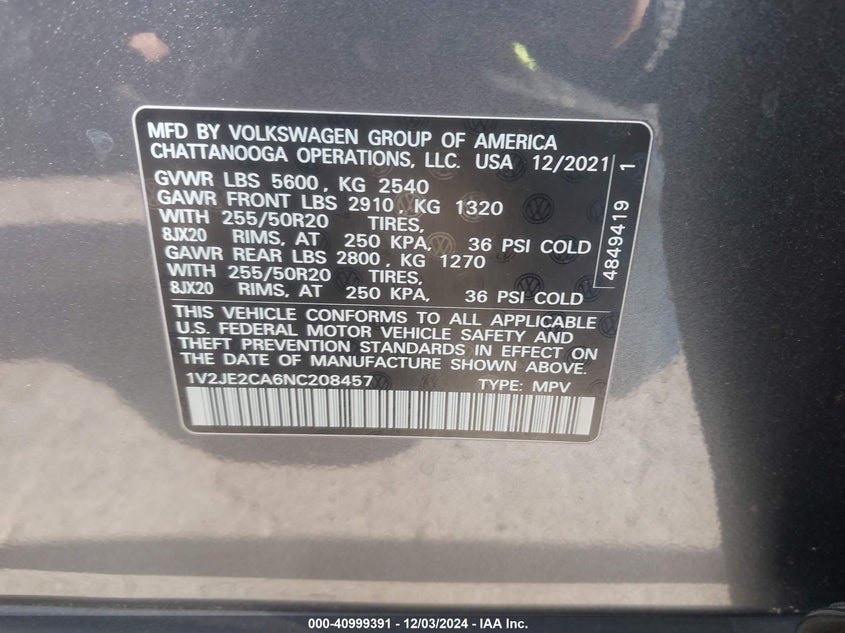 MFD BY VOLKSWAGEN GROUP OF AMERICA
CHATTANOOGA OPERATIONS, LLC. USA 12/2021
GVWR LBS 5600, KG 2540
GAWR FRONT LBS 2910, KG 1320
WITH 255/50R20 TIRES,
8JX20 RIMS, AT 250 KPA, 36 PSI COLD
GAWR REAR LBS 2800, KG 1270
WITH 255/50R20 TIRES,
8JX20 RIMS, AT 250 KPA, 36 PSI COLD
4849419 1
THIS VEHICLE CONFORMS TO ALL APPLICABLE
U.S. FEDERAL MOTOR VEHICLE SAFETY AND
THEFT PREVENTION STANDARDS IN EFFECT ON
THE DATE OF MANUFACTURE SHOWN ABOVE.
1V2JE2CA6NC208457 TYPE: MPV
000-40999391 - 12/03/2024 - IAA Inc.